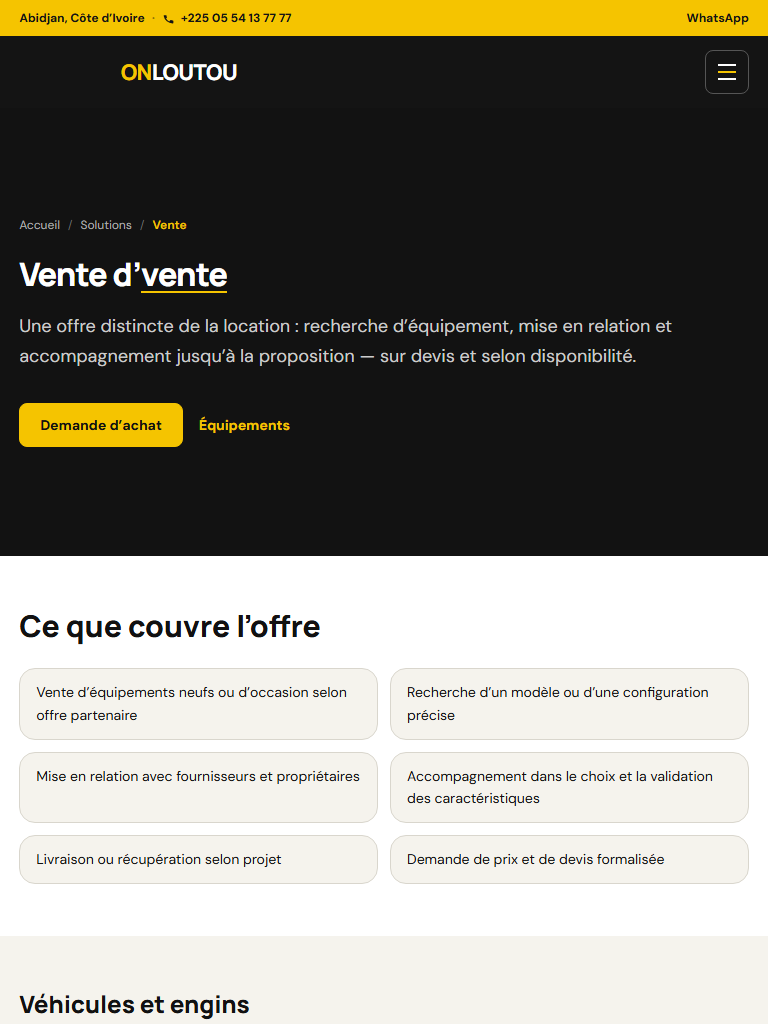 Abidjan, Côte d’Ivoire · +225 05 54 13 77 77 WhatsApp
ONLOUTOU
Accueil / Solutions / Vente
Vente d’vente
Une offre distincte de la location : recherche d’équipement, mise en relation et
accompagnement jusqu’à la proposition — sur devis et selon disponibilité.
Demande d’achat Équipements
Ce que couvre l’offre
Vente d’équipements neufs ou d’occasion selon
offre partenaire
Recherche d’un modèle ou d’une configuration
précise
Mise en relation avec fournisseurs et propriétaires
Accompagnement dans le choix et la validation
des caractéristiques
Livraison ou récupération selon projet
Demande de prix et de devis formalisée
Véhicules et engins